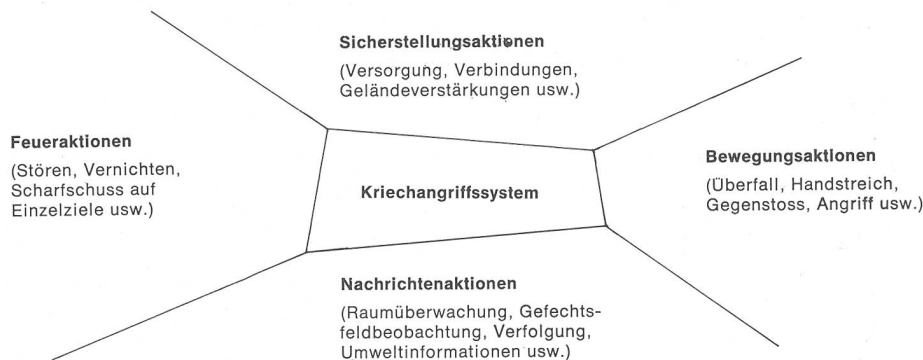 Sicherstellungsaktionen
(Versorgung, Verbindungen,
Geländeverstärkungen usw.)
Feueraktionen
(Stören, Vernichten,
Scharfschuss auf
Einzelziele usw.)
Kriechangriffssystem
Bewegungsaktionen
(Überfall, Handstreich,
Gegenstoss, Angriff usw.)
Nachrichtenaktionen
(Raumüberwachung, Gefechts-
feldbeobachtung, Verfolgung,
Umweltinformationen usw.)